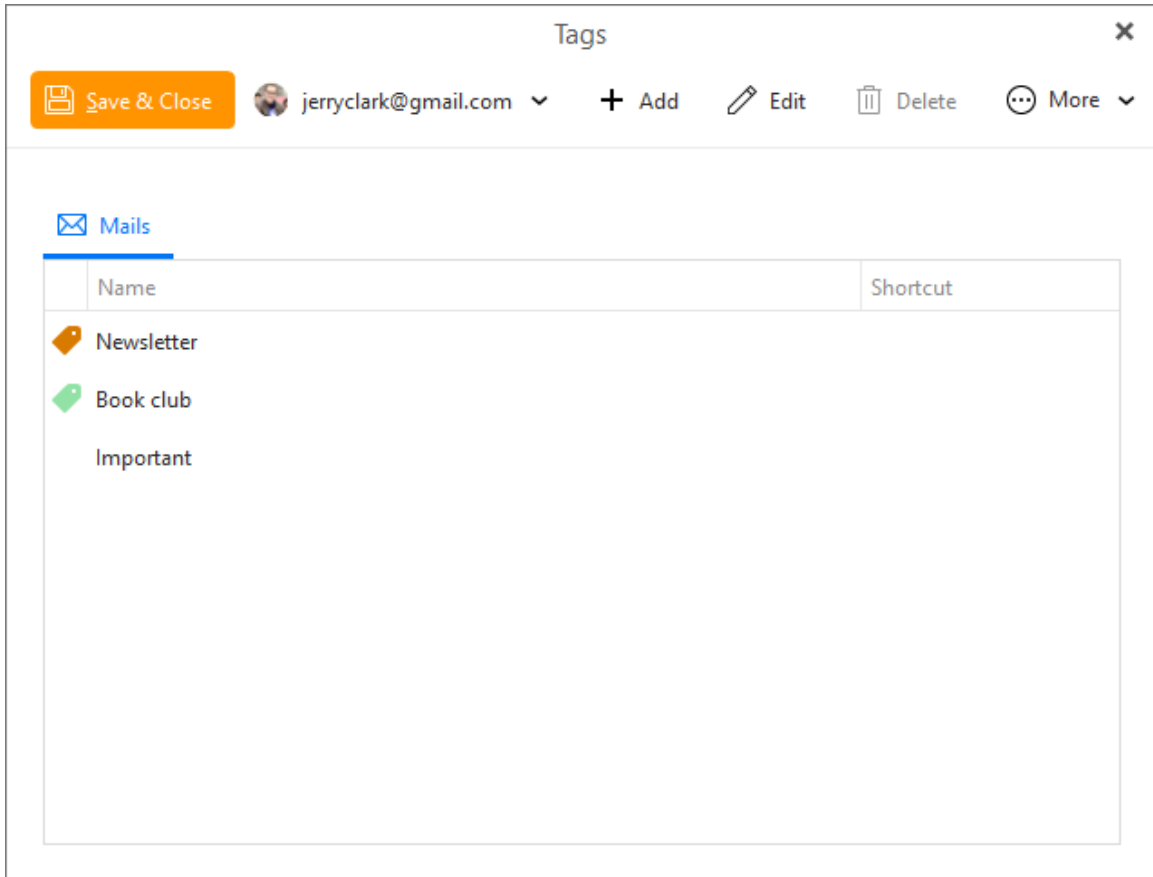 Tags
Save & Close jerryclark@gmail.com Add Edit Delete More
Mails
Name Shortcut
Newsletter
Book club
Important